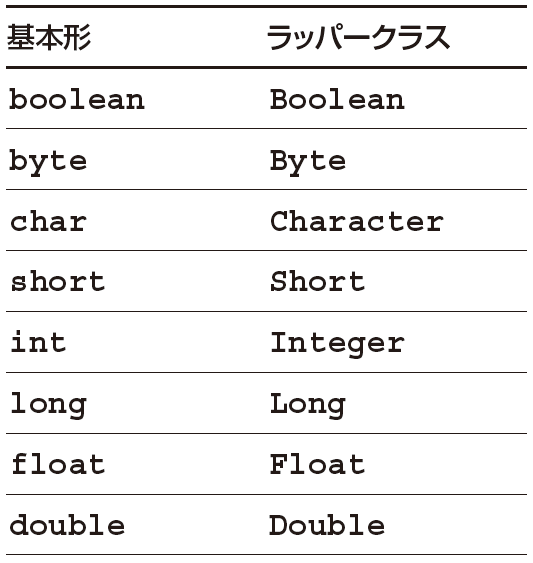 基本形 ラッパークラス
boolean Boolean
byte Byte
char Character
short Short
int Integer
long Long
float Float
double Double